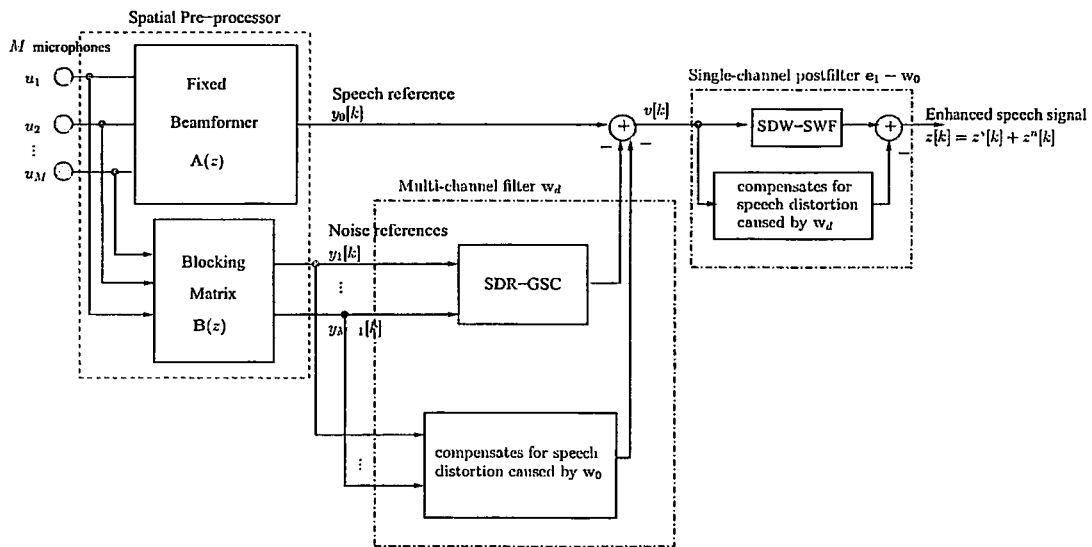 Spatial Pre-processor
M microphones
u1
u2
...
uM
Fixed
Beamformer
A(z)
Speech reference
y0[k]
Blocking
Matrix
B(z)
Noise references
y1[k]
⋮
Multi-channel filter wd
SDR-GSC
compensates for speech
distortion caused by w0
⋮
+
−
−
v[k]
Single-channel postfilter e1 − w0
SDW-SWF
+
−
compensates for
speech distortion
caused by wd
Enhanced speech signal
z[k] = zs[k] + zn[k]